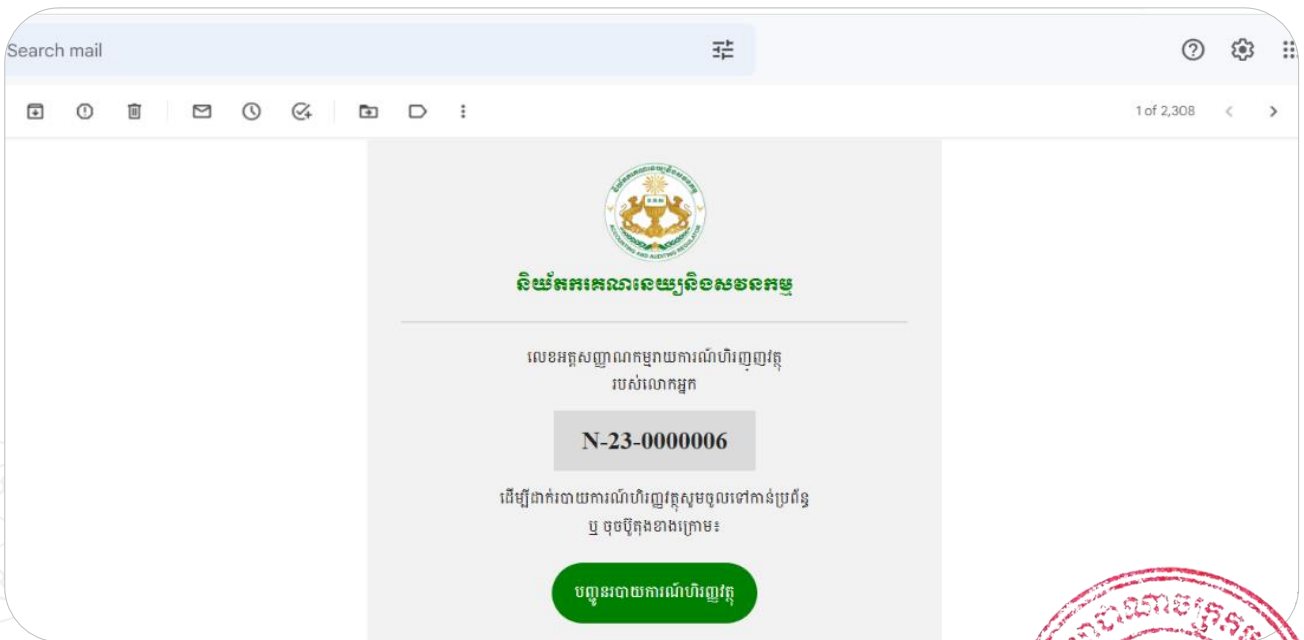 Search mail
1 of 2,308
ACCOUNTING AND AUDITING REGULATOR
និយ័តករគណនេយ្យនិងសវនកម្ម
លេខអត្តសញ្ញាណកម្មរាយការណ៍ហិរញ្ញញវត្ថុ
របស់លោកអ្នក
N-23-0000006
ដើម្បីដាក់របាយការណ៍ហិរញ្ញវត្ថុសូមចូលទៅកាន់ប្រព័ន្ធ
ឬ ចុចប៊ូតុងខាងក្រោម៖
បញ្ជូនរបាយការណ៍ហិរញ្ញវត្ថុ